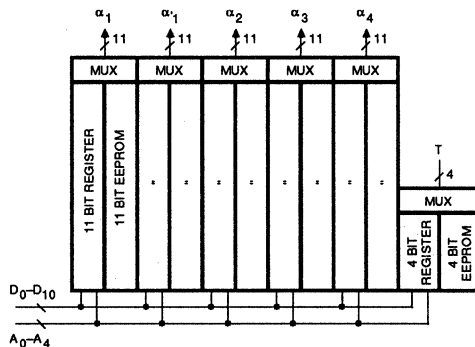 α1 α'1 α2 α3 α4
11 11 11 11 11
MUX MUX MUX MUX MUX
11 BIT REGISTER
11 BIT EEPROM
" " " " " " " "
T
4
MUX
4 BIT REGISTER
4 BIT EEPROM
D0–D10
A0–A4